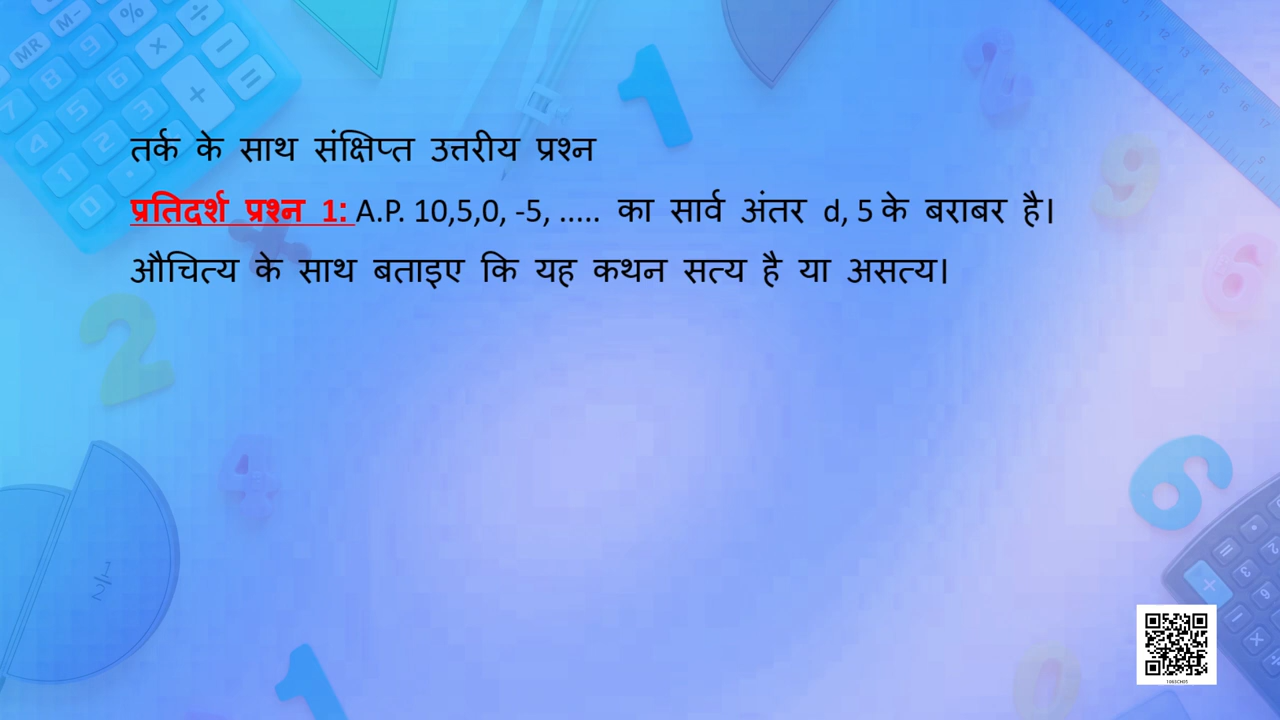 तर्क के साथ संक्षिप्त उत्तरीय प्रश्न
प्रतिदर्श प्रश्न 1: A.P. 10,5,0, -5, ..... का सार्व अंतर d, 5 के बराबर है।
औचित्य के साथ बताइए कि यह कथन सत्य है या असत्य।